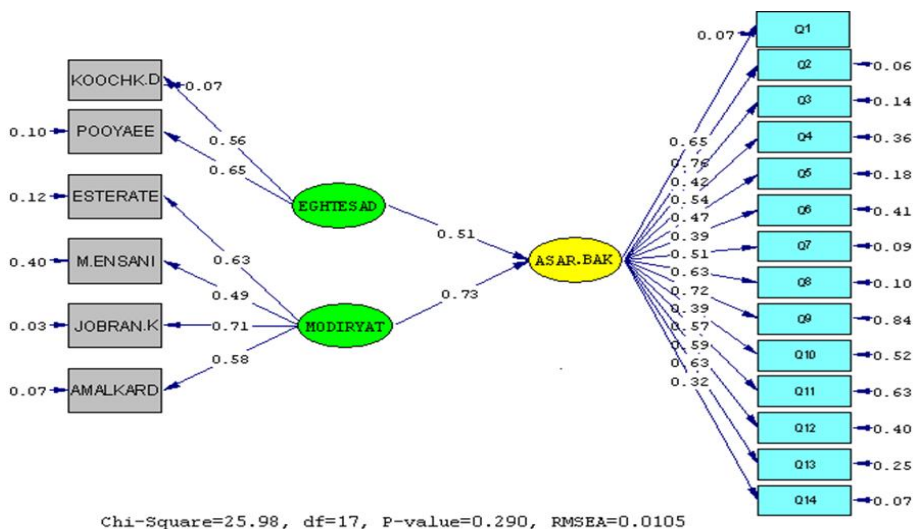 KOOCHK.D
0.07
0.10
POOYAEE
0.12
ESTERATE
0.40
M.ENSANI
0.03
JOBRAN.K
0.07
AMALKARD
0.56
0.65
0.63
0.49
0.71
0.58
EGHTESAD
MODIRYAT
0.51
0.73
ASAR.BAK
0.65
0.76
0.42
0.54
0.47
0.39
0.51
0.63
0.72
0.39
0.57
0.59
0.63
0.32
0.07
Q1
Q2
0.06
Q3
0.14
Q4
0.36
Q5
0.18
Q6
0.41
Q7
0.09
Q8
0.10
Q9
0.84
Q10
0.52
Q11
0.63
Q12
0.40
Q13
0.25
Q14
0.07
Chi-Square=25.98, df=17, P-value=0.290, RMSEA=0.0105